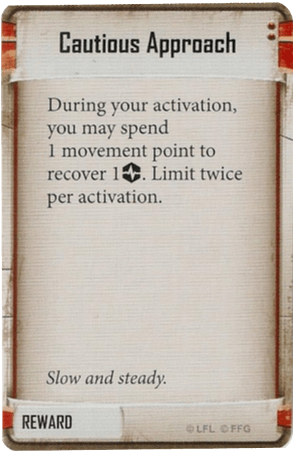 Cautious Approach
During your activation,
you may spend
1 movement point to
recover 1. Limit twice
per activation.
Slow and steady.
REWARD
© LFL © FFG